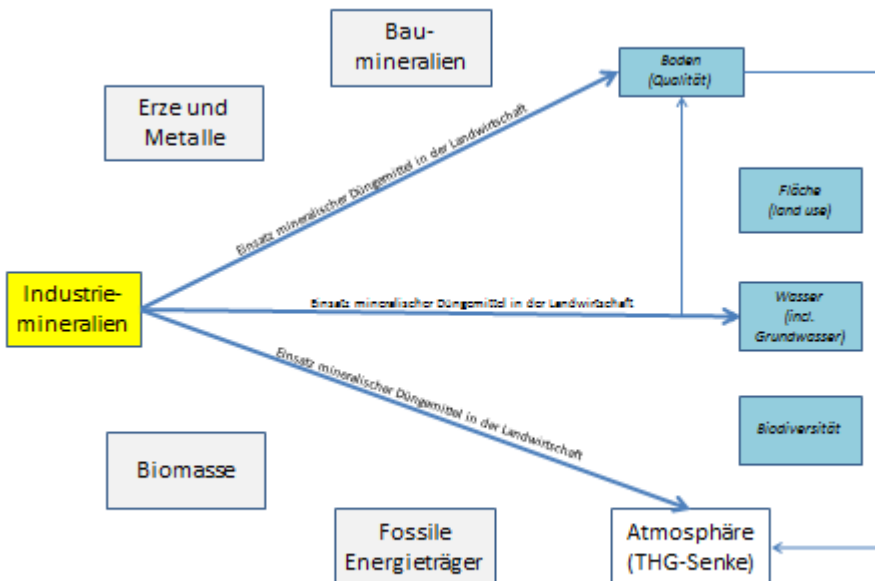 Bau-
mineralien
Boden
(Qualität)
Erze und
Metalle
Einsatz mineralischer Düngemittel in der Landwirtschaft
Fläche
(land use)
Industrie-
mineralien
Einsatz mineralischer Düngemittel in der Landwirtschaft
Wasser
(incl.
Grundwasser)
Einsatz mineralischer Düngemittel in der Landwirtschaft
Biodiversität
Biomasse
Fossile
Energieträger
Atmosphäre
(THG-Senke)